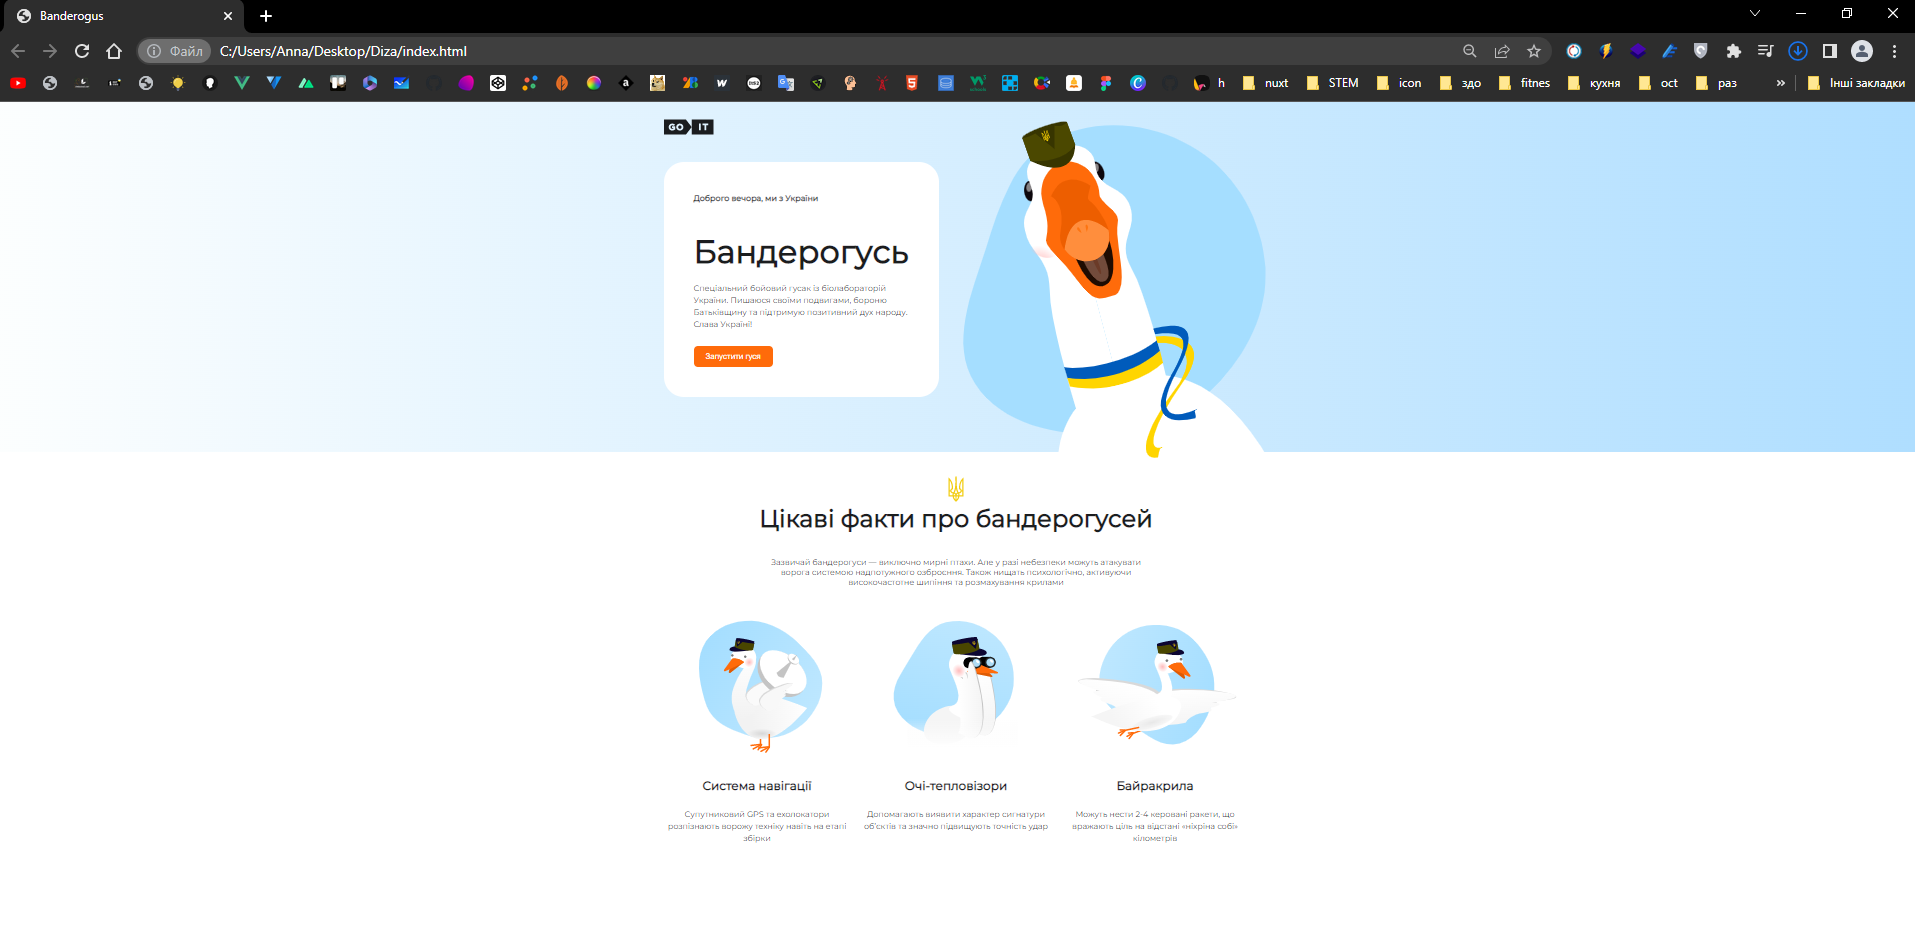 Banderogus
Файл
C:/Users/Anna/Desktop/Diza/index.html
h
nuxt
STEM
icon
здо
fitnes
кухня
oct
раз
Інші закладки
GO IT
Доброго вечора, ми з України
Бандерогусь
Спеціальний бойовий гусак із біолабораторій
України. Пишаюся своїми подвигами, бороню
Батьківщину та підтримую позитивний дух народу.
Слава Україні!
Запустити гуся
Цікаві факти про бандерогусей
Зазвичай бандерогуси — виключно мирні птахи. Але у разі небезпеки можуть атакувати
ворога системою надпотужного озброєння. Також нищать психологічно, активуючи
високочастотне шипіння та розмахування крилами
Система навігації
Очі-тепловізори
Байракрила
Супутниковий GPS та ехолокатори
розпізнають ворожу техніку навіть на етапі
збірки
Допомагають виявити характер сигнатури
об'єктів та значно підвищують точність удар
Можуть нести 2-4 керовані ракети, що
вражають ціль на відстані «ніхріна собі»
кілометрів